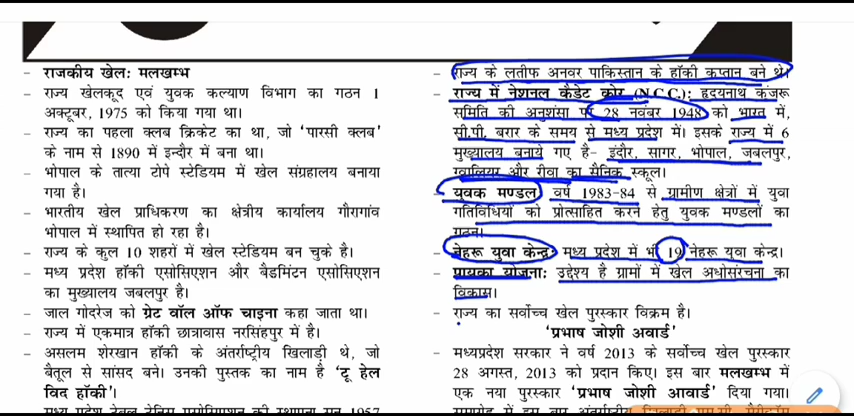 राजकीय खेल: मलखम्भ
– राज्य खेलकूद एवं युवक कल्याण विभाग का गठन 1
अक्टूबर, 1975 को किया गया था।
– राज्य का पहला क्लब क्रिकेट का था, जो 'पारसी क्लब'
के नाम से 1890 में इन्दौर में बना था।
– भोपाल के तात्या टोपे स्टेडियम में खेल संग्रहालय बनाया
गया है।
– भारतीय खेल प्राधिकरण का क्षेत्रीय कार्यालय गौरागांव
भोपाल में स्थापित हो रहा है।
– राज्य के कुल 10 शहरों में खेल स्टेडियम बन चुके है।
– मध्य प्रदेश हॉकी एसोसिएशन और बैडमिंटन एसोसिएशन
का मुख्यालय जबलपुर है।
– जाल गोदरेज को ग्रेट वॉल ऑफ चाइना कहा जाता था।
– राज्य में एकमात्र हॉकी छात्रावास नरसिंहपुर में है।
– असलम शेरखान हॉकी के अंतर्राष्ट्रीय खिलाड़ी थे, जो
बैतूल से सांसद बने। उनकी पुस्तक का नाम है 'टू हेल
विद हॉकी'।
– राज्य के लतीफ अनवर पाकिस्तान के हॉकी कप्तान बने थे।
– राज्य में नेशनल कैडेट कोर (N.C.C.): हृदयनाथ कुंजरू
समिति की अनुशंसा पर 28 नवंबर 1948 को भारत में,
सी.पी. बरार के समय से मध्य प्रदेश में। इसके राज्य में 6
मुख्यालय बनाये गए है– इंदौर, सागर, भोपाल, जबलपुर,
ग्वालियर और रीवा का सैनिक स्कूल।
– युवक मण्डल: वर्ष 1983-84 से ग्रामीण क्षेत्रों में युवा
गतिविधियों को प्रोत्साहित करने हेतु युवक मण्डलों का
गठन।
– नेहरू युवा केन्द्र: मध्य प्रदेश में भी 19 नेहरू युवा केन्द्र।
– पायका योजना: उद्देश्य है ग्रामों में खेल अधोसंरचना का
विकास।
– राज्य का सर्वोच्च खेल पुरस्कार विक्रम है।
'प्रभाष जोशी अवार्ड'
– मध्यप्रदेश सरकार ने वर्ष 2013 के सर्वोच्च खेल पुरस्कार
28 अगस्त, 2013 को प्रदान किए। इस बार मलखम्भ में
एक नया पुरस्कार 'प्रभाष जोशी आवार्ड' दिया गया।